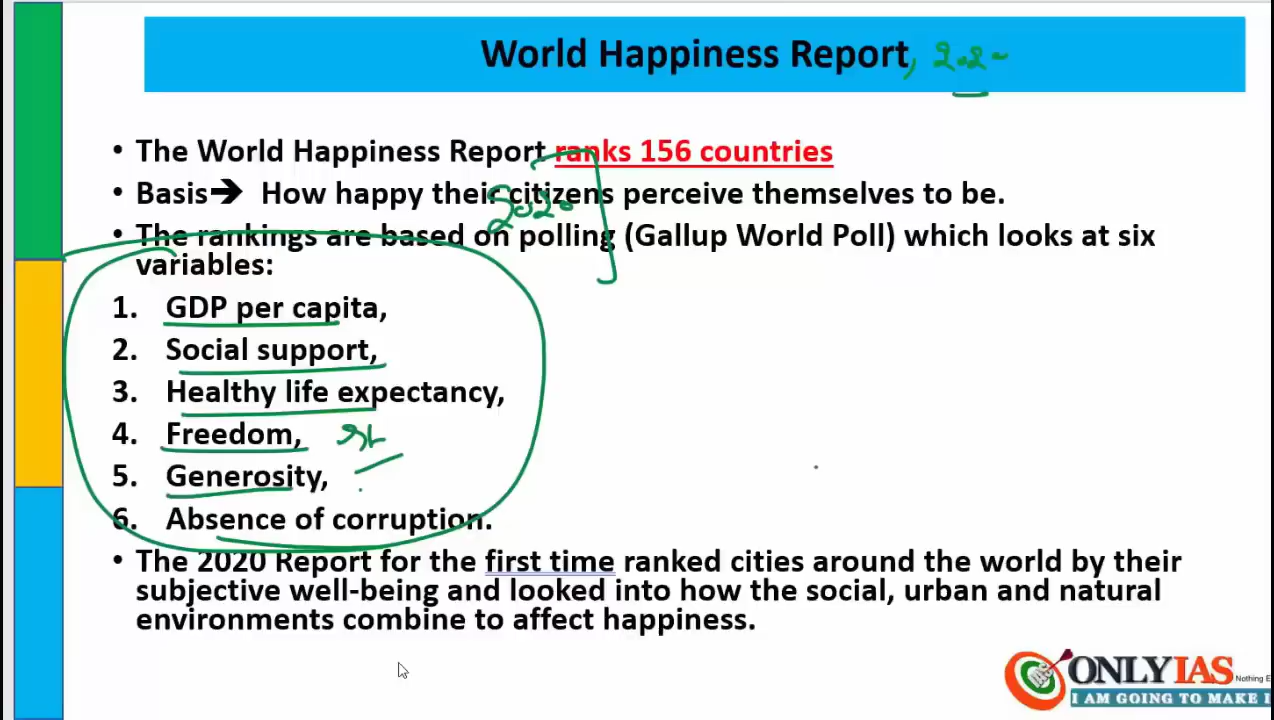 World Happiness Report,
• The World Happiness Report ranks 156 countries
• Basis➔ How happy their citizens perceive themselves to be.
2020
• The rankings are based on polling (Gallup World Poll) which looks at six
variables:
1. GDP per capita,
2. Social support,
3. Healthy life expectancy,
4. Freedom,
5. Generosity,
6. Absence of corruption.
• The 2020 Report for the first time ranked cities around the world by their
subjective well-being and looked into how the social, urban and natural
environments combine to affect happiness.
ONLYIAS
Nothing E
I AM GOING TO MAKE I